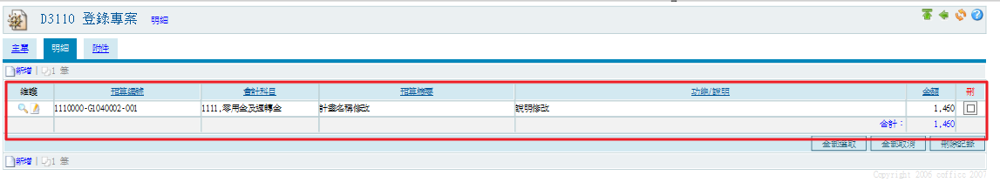 D3110 登錄專案 明細
主單 明細 附件
新增 | 1 筆
維護 預算編號 會計科目 預算摘要 功能/說明 金額 刪
1110000-G1040002-001 1111,零用金及週轉金 計畫名稱修改 說明修改 1,460
合計： 1,460
全部選取 全部取消 刪除記錄
新增 | 1 筆
Copyright 2006 ceffice 2007